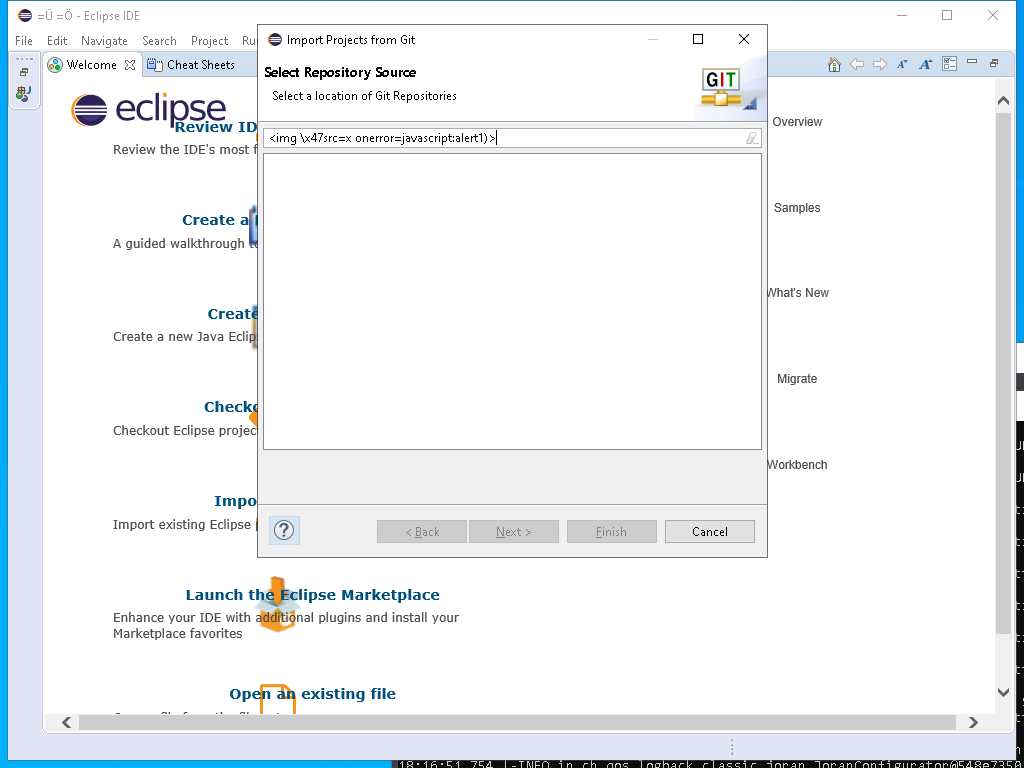 =Ü =Ö - Eclipse IDE
File Edit Navigate Search Project
Import Projects from Git
Welcome
Cheat Sheets
Select Repository Source
Select a location of Git Repositories
GIT
<img \x47src=x onerror=javascript:alert1)>
eclipse
Review ID
Review the IDE's most f
Create a
A guided walkthrough t
Create
Create a new Java Eclip
Checko
Checkout Eclipse projec
Impo
Import existing Eclipse
Launch the Eclipse Marketplace
Enhance your IDE with additional plugins and install your
Marketplace favorites
Open an existing file
Overview
Samples
What's New
Migrate
Workbench
?
< Back
Next >
Finish
Cancel
18:16:51,754 |-INFO in ch.qos.logback.classic.joran.JoranConfigurator@548e7350